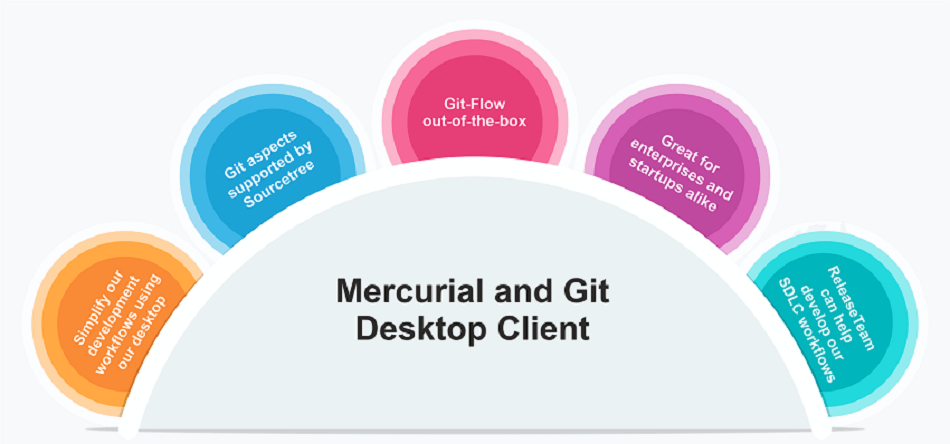 Simplify our
development
workflows using
our desktop
Git aspects
supported by
Sourcetree
Git-Flow
out-of-the-box
Great for
enterprises and
startups alike
ReleaseTeam
can help
develop our
SDLC workflows
Mercurial and Git
Desktop Client